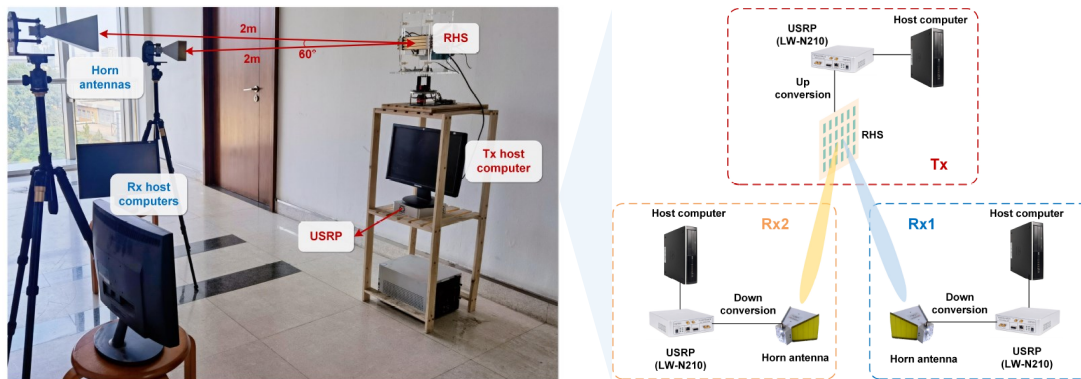 2m
2m
60°
RHS
Horn
antennas
Tx host
computer
Rx host
computers
USRP
Host computer
USRP
(LW-N210)
Up
conversion
RHS
Tx
Rx2
Host computer
Down
conversion
USRP
(LW-N210)
Horn antenna
Rx1
Host computer
Down
conversion
Horn antenna
USRP
(LW-N210)